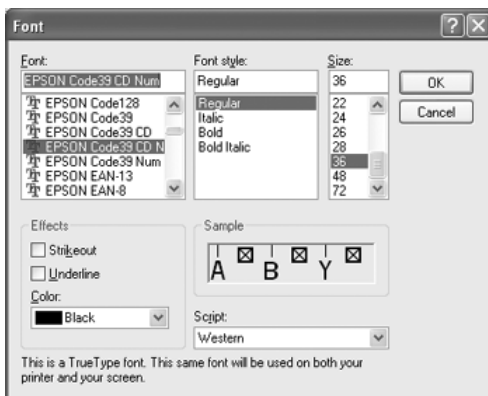 Font
Font: Font style: Size:
EPSON Code39 CD Num Regular 36 OK
EPSON Code128 Regular 22 Cancel
EPSON Code39 Italic 24
EPSON Code39 CD Bold 26
EPSON Code39 CD N Bold Italic 28
EPSON Code39 Num 36
EPSON EAN-13 48
EPSON EAN-8 72
Effects Sample
Strikeout
A B Y
Underline
Color: Script:
Black Western
This is a TrueType font. This same font will be used on both your
printer and your screen.